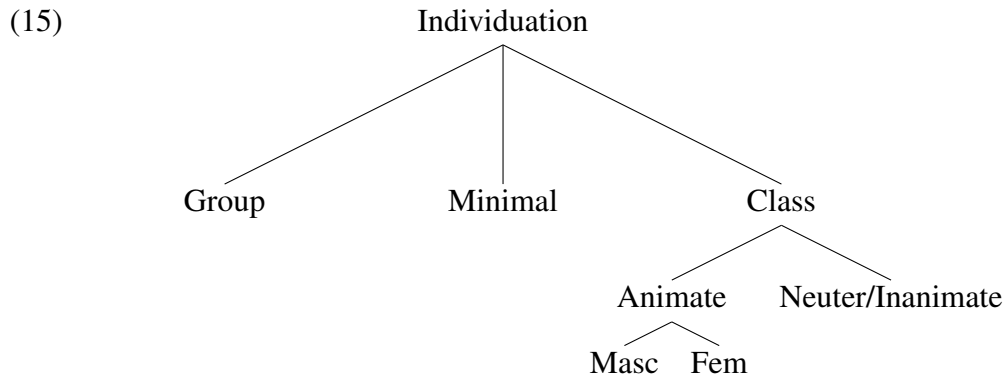 (15) Individuation
Group Minimal Class
Animate Neuter/Inanimate
Masc Fem